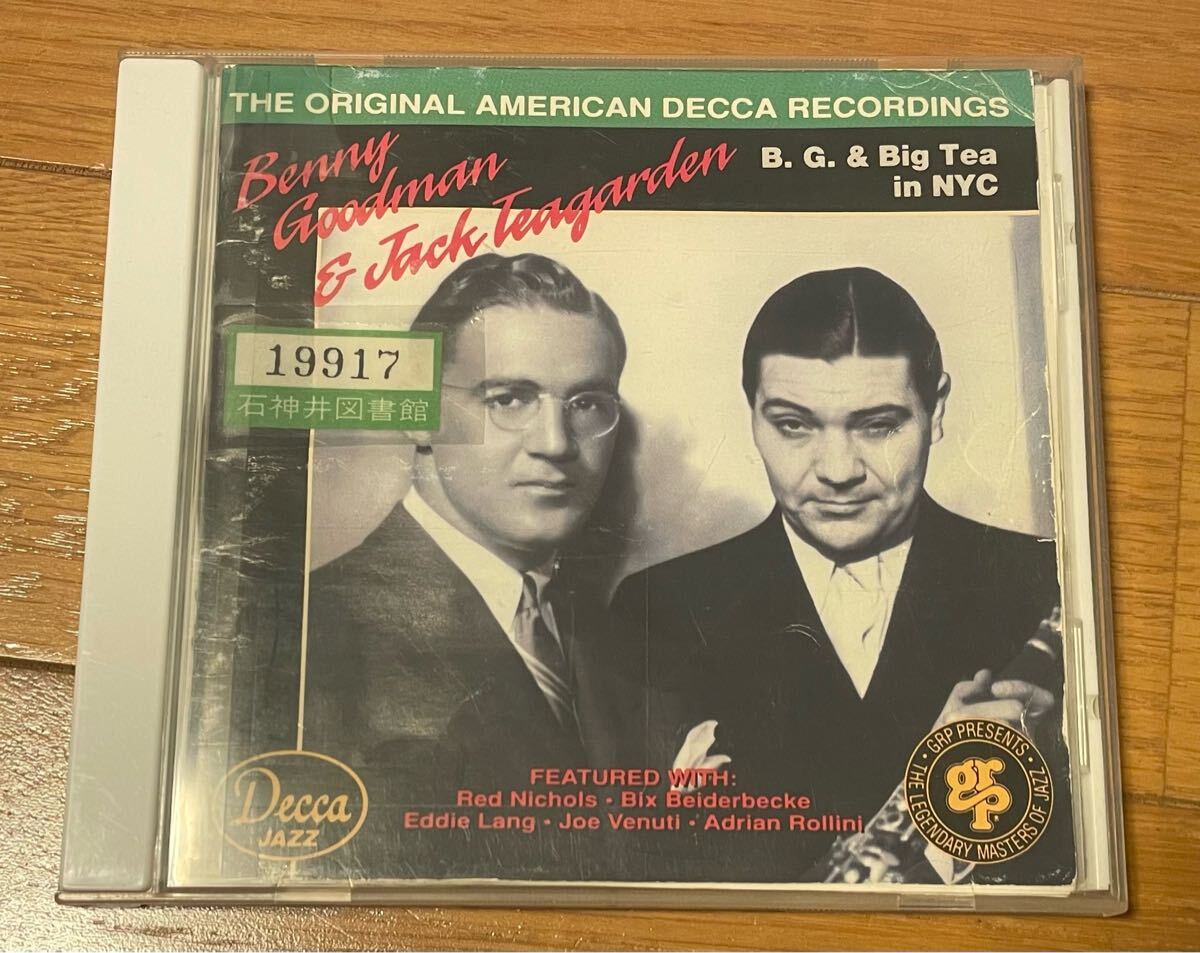 THE ORIGINAL AMERICAN DECCA RECORDINGS
Benny
Goodman
& Jack Teagarden
B. G. & Big Tea
in NYC
19917
石神井図書館
FEATURED WITH:
Red Nichols • Bix Beiderbecke
Eddie Lang • Joe Venuti • Adrian Rollini
Decca
JAZZ
GRP PRESENTS •
THE LEGENDARY MASTERS OF JAZZ •
grp